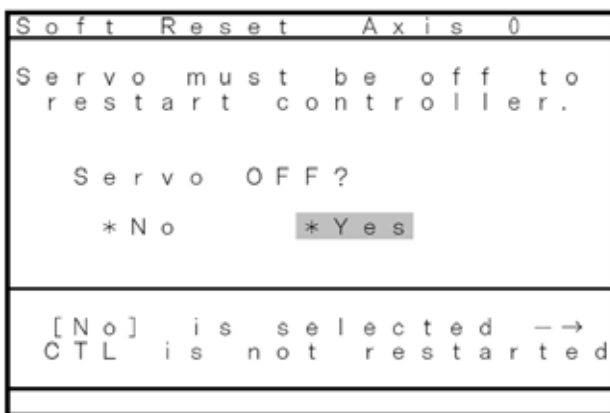 Soft Reset Axis 0
Servo must be off to
restart controller.
Servo OFF?
*No *Yes
[No] is selected −→
CTL is not restarted